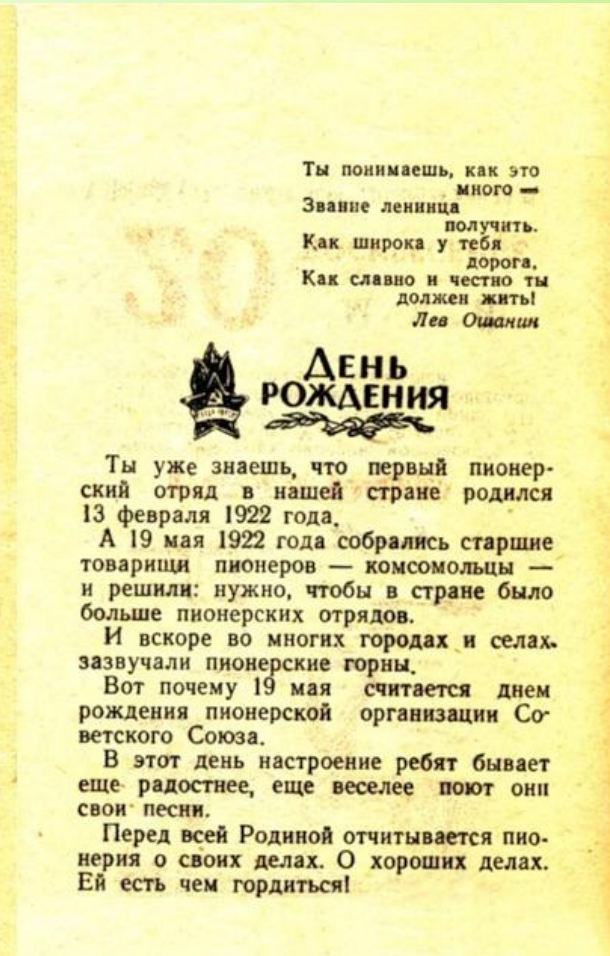 Ты понимаешь, как это
много —
Звание ленинца
получить.
Как широка у тебя
дорога,
Как славно и честно ты
должен жить!
Лев Ошанин
ДЕНЬ
РОЖДЕНИЯ
Ты уже знаешь, что первый пионер-
ский отряд в нашей стране родился
13 февраля 1922 года.
А 19 мая 1922 года собрались старшие
товарищи пионеров — комсомольцы —
и решили: нужно, чтобы в стране было
больше пионерских отрядов.
И вскоре во многих городах и селах
зазвучали пионерские горны.
Вот почему 19 мая считается днем
рождения пионерской организации Со-
ветского Союза.
В этот день настроение ребят бывает
еще радостнее, еще веселее поют они
свои песни.
Перед всей Родиной отчитывается пио-
нерия о своих делах. О хороших делах.
Ей есть чем гордиться!